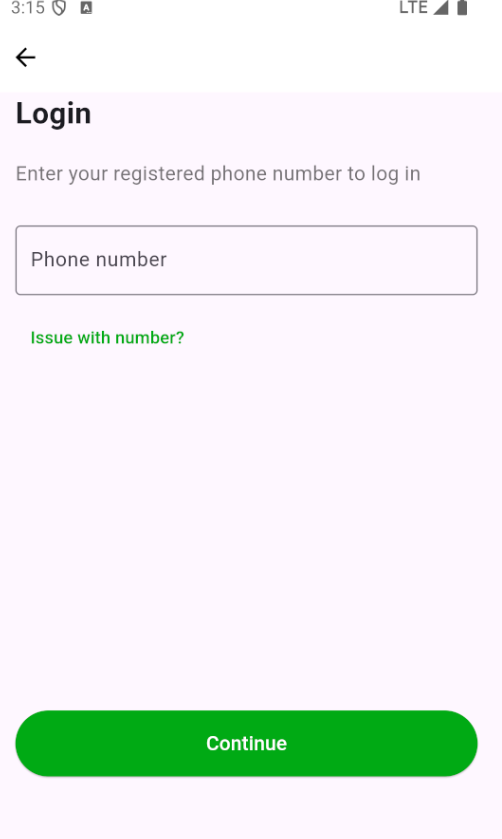 3:15
LTE
Login
Enter your registered phone number to log in
Phone number
Issue with number?
Continue